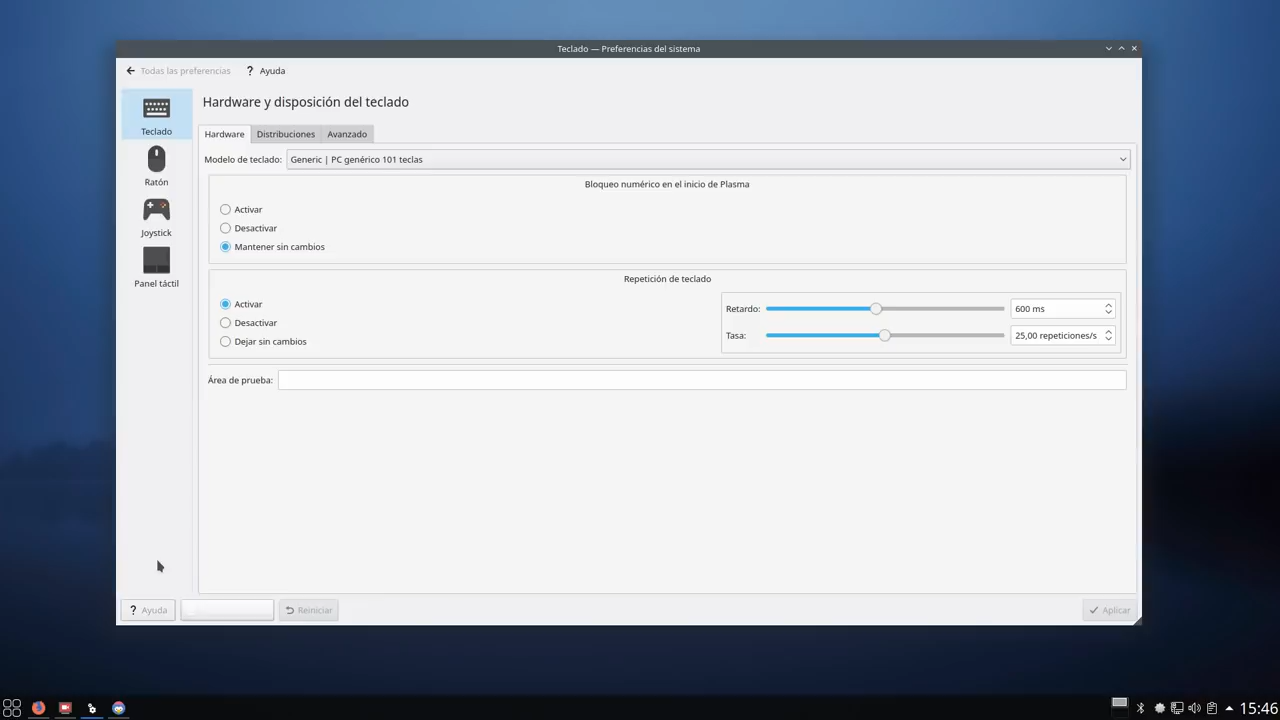 Teclado — Preferencias del sistema
Todas las preferencias
? Ayuda
Teclado
Ratón
Joystick
Panel táctil
Hardware y disposición del teclado
Hardware Distribuciones Avanzado
Modelo de teclado: Generic | PC genérico 101 teclas
Bloqueo numérico en el inicio de Plasma
Activar
Desactivar
Mantener sin cambios
Repetición de teclado
Activar
Desactivar
Dejar sin cambios
Retardo: 600 ms
Tasa: 25,00 repeticiones/s
Área de prueba:
? Ayuda
Reiniciar
Aplicar
15:46